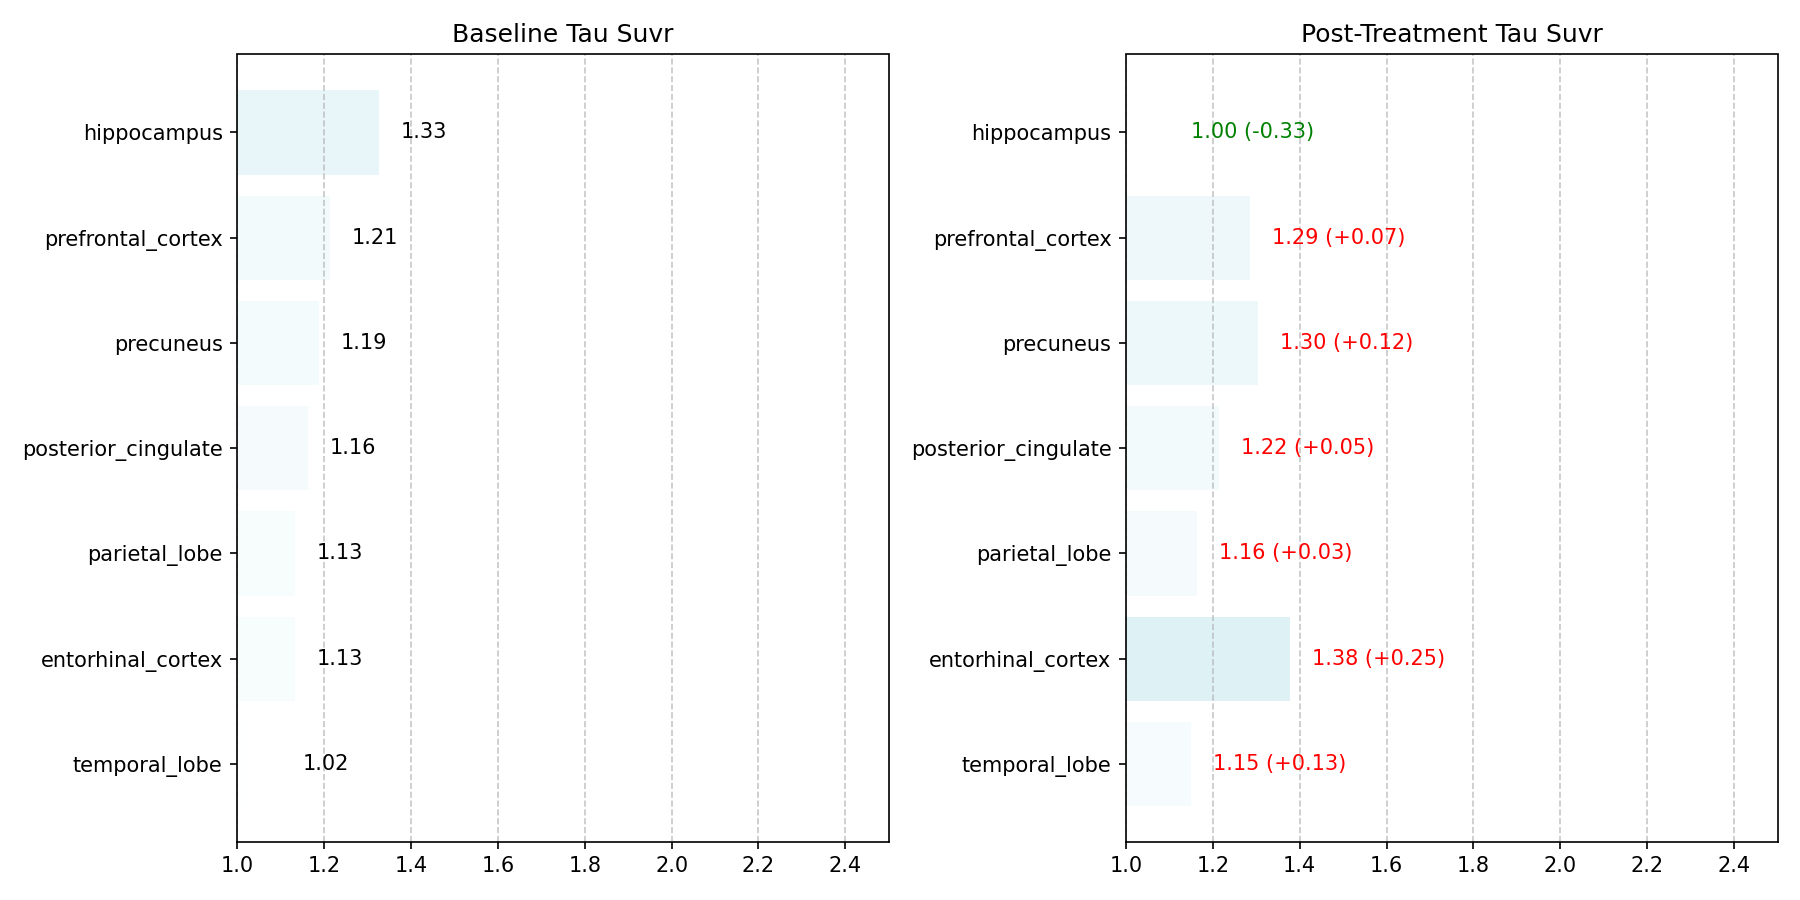 Baseline Tau Suvr
hippocampus
1.33
prefrontal_cortex
1.21
precuneus
1.19
posterior_cingulate
1.16
parietal_lobe
1.13
entorhinal_cortex
1.13
temporal_lobe
1.02
1.0 1.2 1.4 1.6 1.8 2.0 2.2 2.4
Post-Treatment Tau Suvr
hippocampus
1.00 (-0.33)
prefrontal_cortex
1.29 (+0.07)
precuneus
1.30 (+0.12)
posterior_cingulate
1.22 (+0.05)
parietal_lobe
1.16 (+0.03)
entorhinal_cortex
1.38 (+0.25)
temporal_lobe
1.15 (+0.13)
1.0 1.2 1.4 1.6 1.8 2.0 2.2 2.4